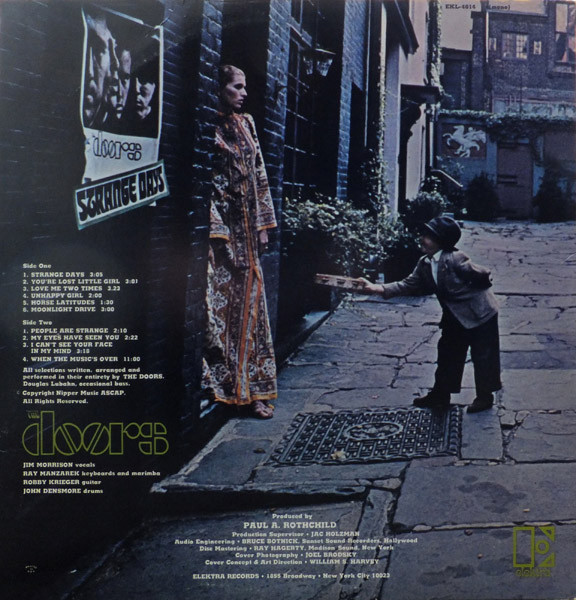 EKL-4014 (Mono)
the doors
STRANGE DAYS
Side One
1. STRANGE DAYS 3:05
2. YOU'RE LOST LITTLE GIRL 3:01
3. LOVE ME TWO TIMES 3.23
4. UNHAPPY GIRL 2:00
5. HORSE LATITUDES 1:30
6. MOONLIGHT DRIVE 3:00
Side Two
1. PEOPLE ARE STRANGE 2:10
2. MY EYES HAVE SEEN YOU 2:22
3. I CAN'T SEE YOUR FACE
IN MY MIND 3:18
4. WHEN THE MUSIC'S OVER 11:00
All selections written, arranged and
performed in their entirety by THE DOORS.
Douglas Lubahn, occasional bass.
Copyright Nipper Music ASCAP.
All Rights Reserved.
THE
doors
JIM MORRISON vocals
RAY MANZAREK keyboards and marimba
ROBBY KRIEGER guitar
JOHN DENSMORE drums
Produced by
PAUL A. ROTHCHILD
Production Supervisor • JAC HOLZMAN
Audio Engineering • BRUCE BOTNICK, Sunset Sound Recorders, Hollywood
Disc Mastering • RAY HAGERTY, Madison Sound, New York
Cover Photography • JOEL BRODSKY
Cover Concept & Art Direction • WILLIAM S. HARVEY
ELEKTRA RECORDS • 1855 Broadway • New York City 10023